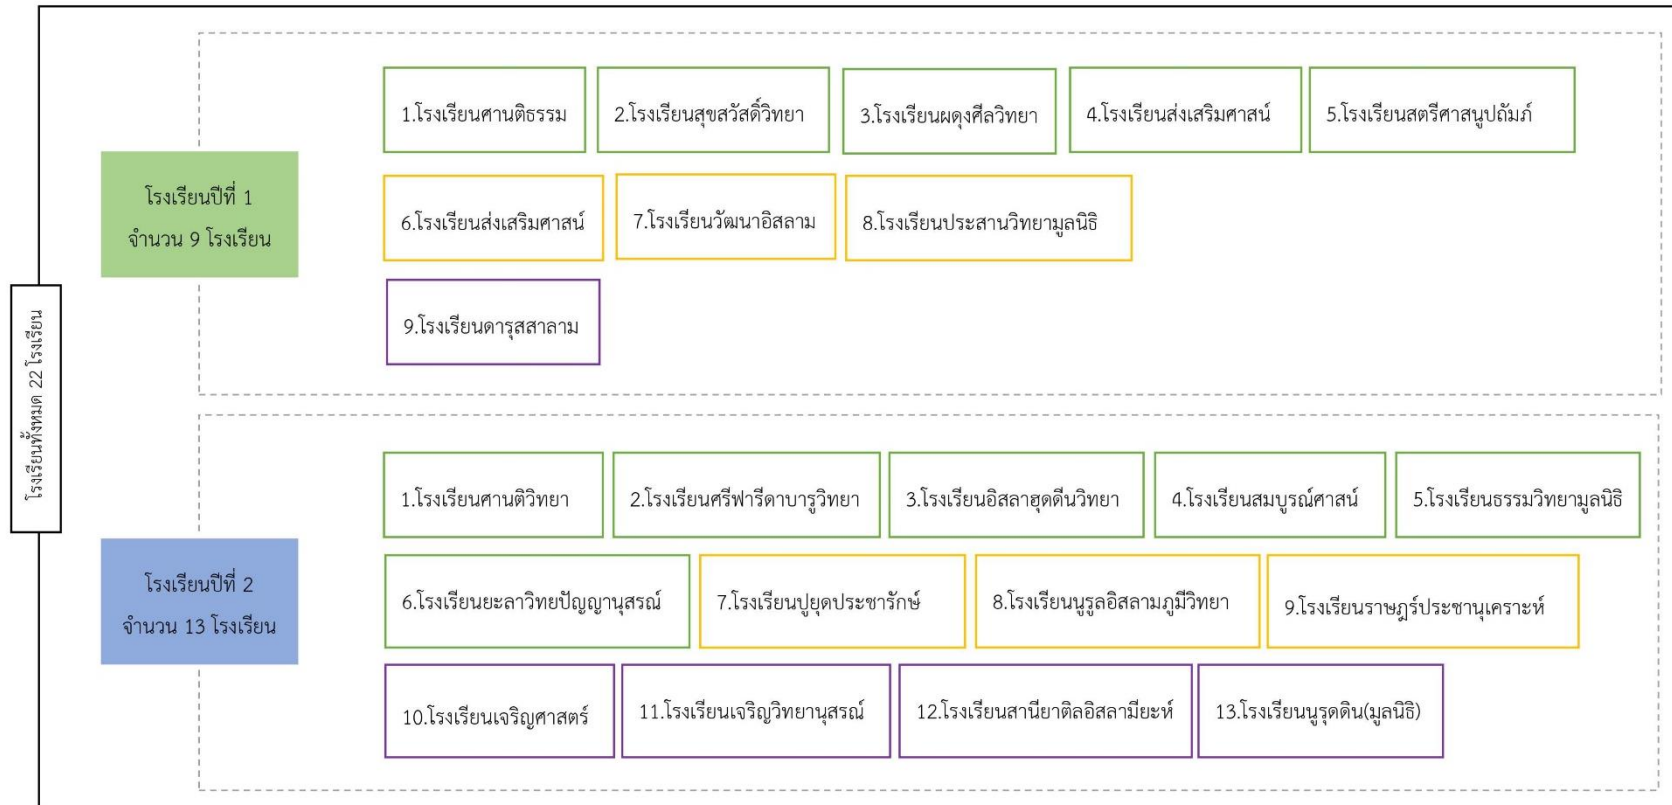 โรงเรียนทั้งหมด 22 โรงเรียน
โรงเรียนปีที่ 1
จำนวน 9 โรงเรียน
1.โรงเรียนศานติธรรม
2.โรงเรียนสุขสวัสดิ์วิทยา
3.โรงเรียนผดุงศีลวิทยา
4.โรงเรียนส่งเสริมศาสน์
5.โรงเรียนสตรีศาสนูปถัมภ์
6.โรงเรียนส่งเสริมศาสน์
7.โรงเรียนวัฒนาอิสลาม
8.โรงเรียนประสานวิทยามูลนิธิ
9.โรงเรียนดารุสสาลาม
โรงเรียนปีที่ 2
จำนวน 13 โรงเรียน
1.โรงเรียนศานติวิทยา
2.โรงเรียนศรีฟารีดาบารูวิทยา
3.โรงเรียนอิสลาฮุดดีนวิทยา
4.โรงเรียนสมบูรณ์ศาสน์
5.โรงเรียนธรรมวิทยามูลนิธิ
6.โรงเรียนยะลาวิทยปัญญานุสรณ์
7.โรงเรียนปูยุดประชารักษ์
8.โรงเรียนนูรูลอิสลามภูมีวิทยา
9.โรงเรียนราษฎร์ประชานุเคราะห์
10.โรงเรียนเจริญศาสตร์
11.โรงเรียนเจริญวิทยานุสรณ์
12.โรงเรียนสานียาติลอิสลามียะห์
13.โรงเรียนนูรุดดิน(มูลนิธิ)